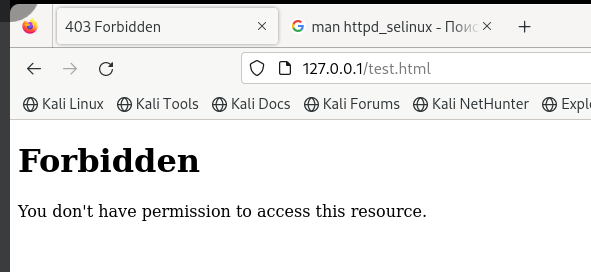 403 Forbidden
man httpd_selinux - Поис
127.0.0.1/test.html
Kali Linux Kali Tools Kali Docs Kali Forums Kali NetHunter Expl
Forbidden
You don't have permission to access this resource.